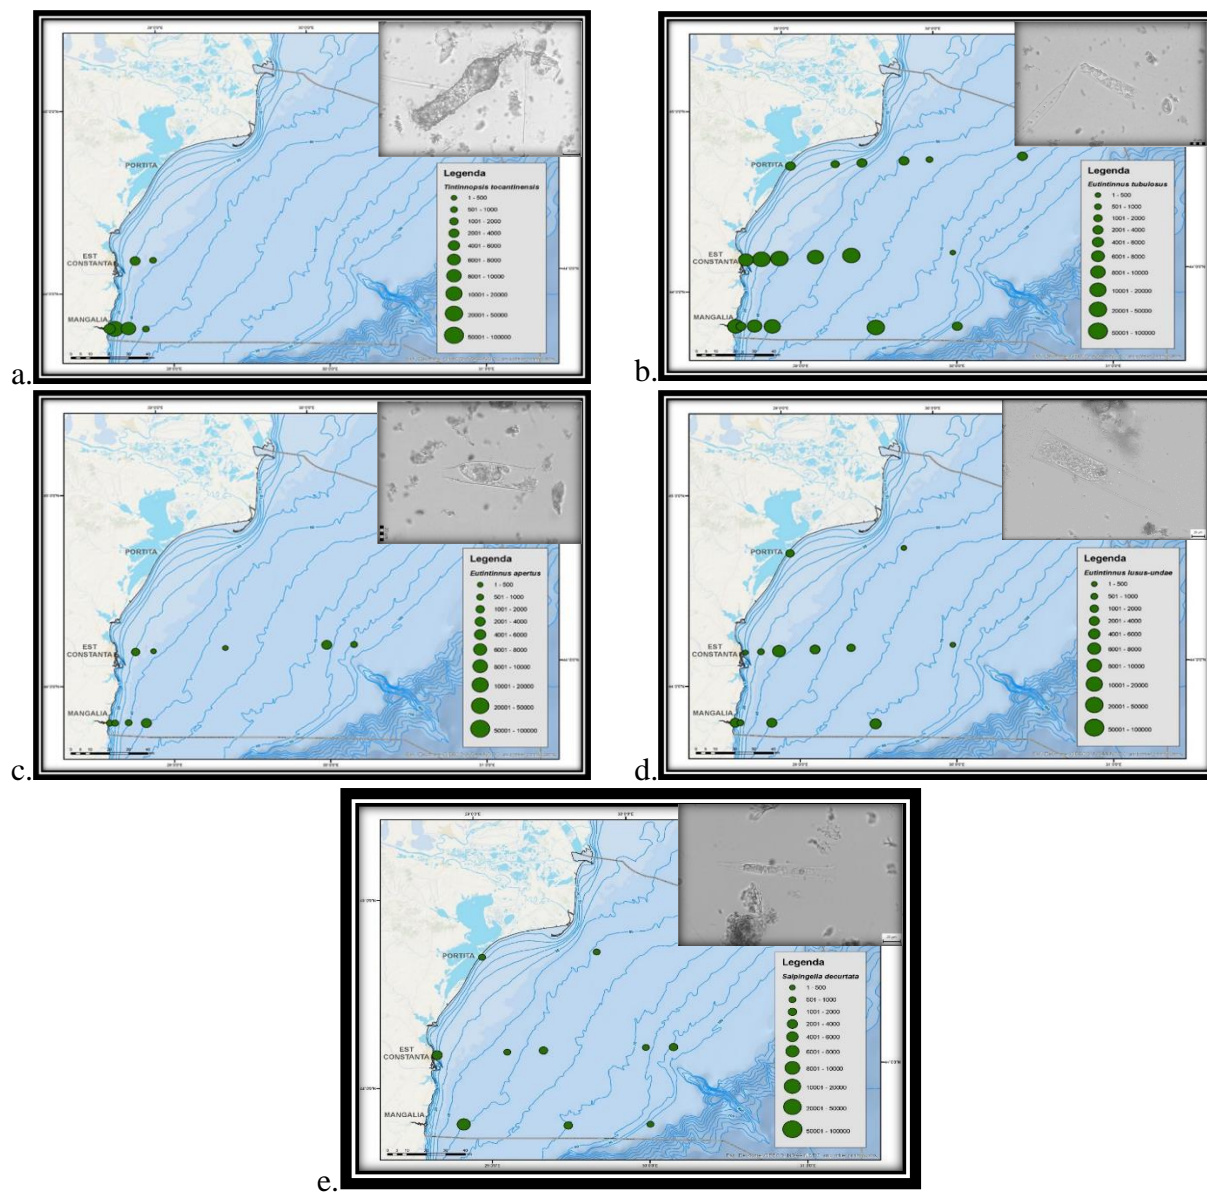 a.
PORTITA
EST
CONSTANTA
MANGALIA
Legenda
Tintinnopsis tocantinensis
1 - 500
501 - 1000
1001 - 2000
2001 - 4000
4001 - 6000
6001 - 8000
8001 - 10000
10001 - 20000
20001 - 50000
50001 - 100000
b.
PORTITA
EST
CONSTANTA
MANGALIA
Legenda
Eutintinnus tubulosus
1 - 500
501 - 1000
1001 - 2000
2001 - 4000
4001 - 6000
6001 - 8000
8001 - 10000
10001 - 20000
20001 - 50000
50001 - 100000
c.
PORTITA
EST
CONSTANTA
MANGALIA
Legenda
Eutintinnus apertus
1 - 500
501 - 1000
1001 - 2000
2001 - 4000
4001 - 6000
6001 - 8000
8001 - 10000
10001 - 20000
20001 - 50000
50001 - 100000
d.
PORTITA
EST
CONSTANTA
MANGALIA
Legenda
Eutintinnus lusus-undae
1 - 500
501 - 1000
1001 - 2000
2001 - 4000
4001 - 6000
6001 - 8000
8001 - 10000
10001 - 20000
20001 - 50000
50001 - 100000
e.
PORTITA
EST
CONSTANTA
MANGALIA
Legenda
Salpingella decurtata
1 - 500
501 - 1000
1001 - 2000
2001 - 4000
4001 - 6000
6001 - 8000
8001 - 10000
10001 - 20000
20001 - 50000
50001 - 100000